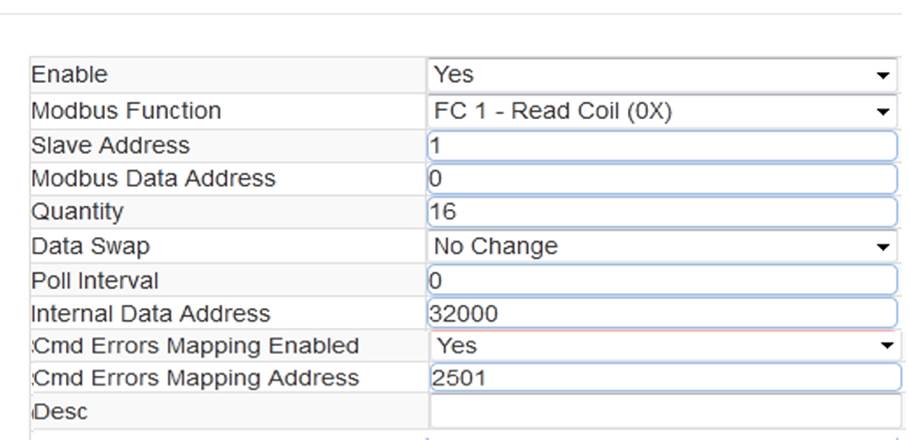 Enable Yes
Modbus Function FC 1 - Read Coil (0X)
Slave Address 1
Modbus Data Address 0
Quantity 16
Data Swap No Change
Poll Interval 0
Internal Data Address 32000
Cmd Errors Mapping Enabled Yes
Cmd Errors Mapping Address 2501
Desc